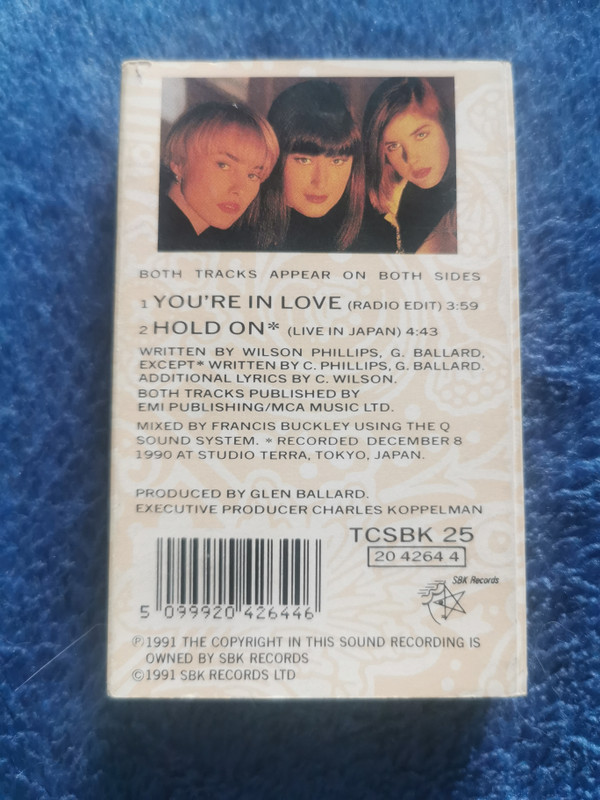 BOTH TRACKS APPEAR ON BOTH SIDES
1 YOU'RE IN LOVE (RADIO EDIT) 3:59
2 HOLD ON* (LIVE IN JAPAN) 4:43
WRITTEN BY WILSON PHILLIPS, G. BALLARD,
EXCEPT* WRITTEN BY C. PHILLIPS, G. BALLARD.
ADDITIONAL LYRICS BY C. WILSON.
BOTH TRACKS PUBLISHED BY
EMI PUBLISHING/MCA MUSIC LTD.
MIXED BY FRANCIS BUCKLEY USING THE Q
SOUND SYSTEM. * RECORDED DECEMBER 8
1990 AT STUDIO TERRA, TOKYO, JAPAN.
PRODUCED BY GLEN BALLARD.
EXECUTIVE PRODUCER CHARLES KOPPELMAN
TCSBK 25
20 4264 4
SBK Records
5 099920 426446
℗1991 THE COPYRIGHT IN THIS SOUND RECORDING IS
OWNED BY SBK RECORDS
©1991 SBK RECORDS LTD